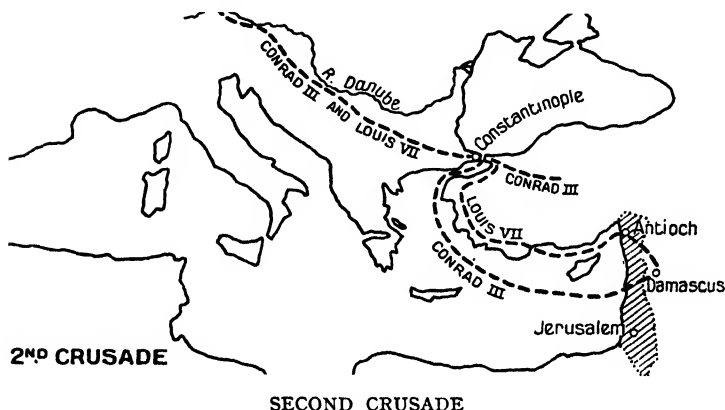 CONRAD III AND LOUIS VII
R. Danube
Constantinople
CONRAD III
LOUIS VII
CONRAD III
Antioch
Damascus
Jerusalem
2ND CRUSADE
SECOND CRUSADE